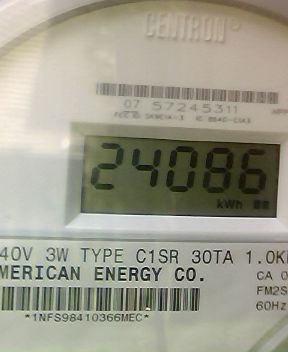 CENTRON®
07 57245311
24086
kWh
40V 3W TYPE C1SR 30TA 1.0K
MERICAN ENERGY CO.
CA 0
FM2S
60Hz
*1NFS98410366MEC*